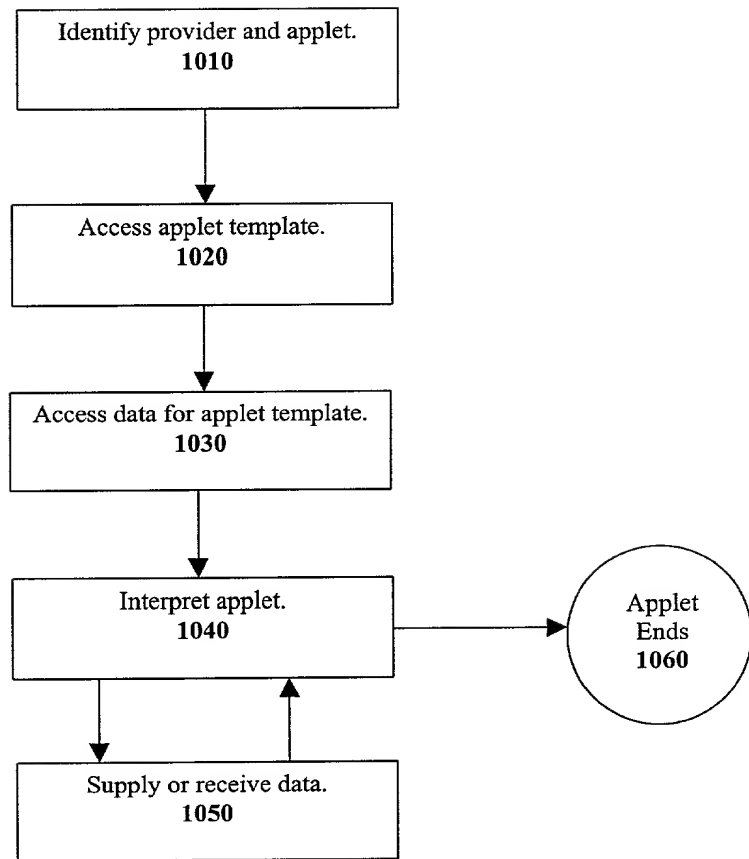 Identify provider and applet.
1010
Access applet template.
1020
Access data for applet template.
1030
Interpret applet.
1040
Applet
Ends
1060
Supply or receive data.
1050